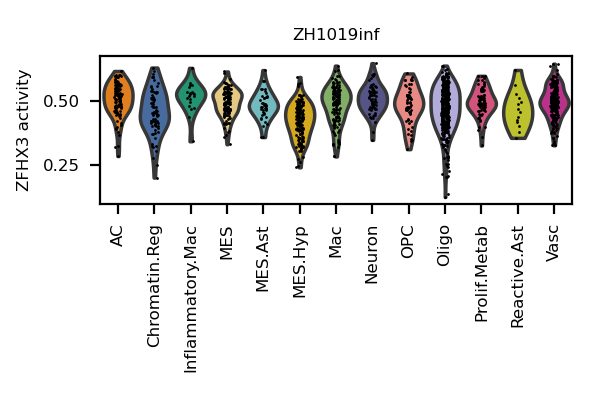 ZH1019inf
ZFHX3 activity
0.50
0.25
AC
Chromatin.Reg
Inflammatory.Mac
MES
MES.Ast
MES.Hyp
Mac
Neuron
OPC
Oligo
Prolif.Metab
Reactive.Ast
Vasc